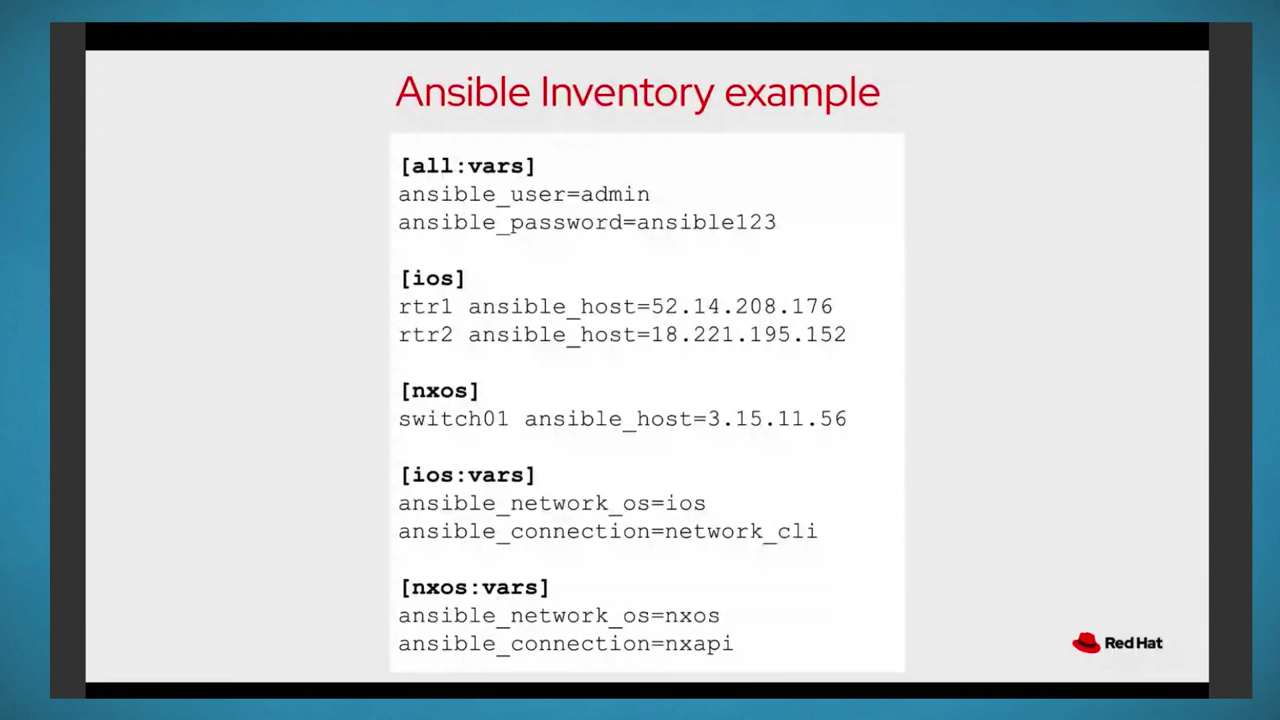 Ansible Inventory example
[all:vars]
ansible_user=admin
ansible_password=ansible123
[ios]
rtr1 ansible_host=52.14.208.176
rtr2 ansible_host=18.221.195.152
[nxos]
switch01 ansible_host=3.15.11.56
[ios:vars]
ansible_network_os=ios
ansible_connection=network_cli
[nxos:vars]
ansible_network_os=nxos
ansible_connection=nxapi
Red Hat